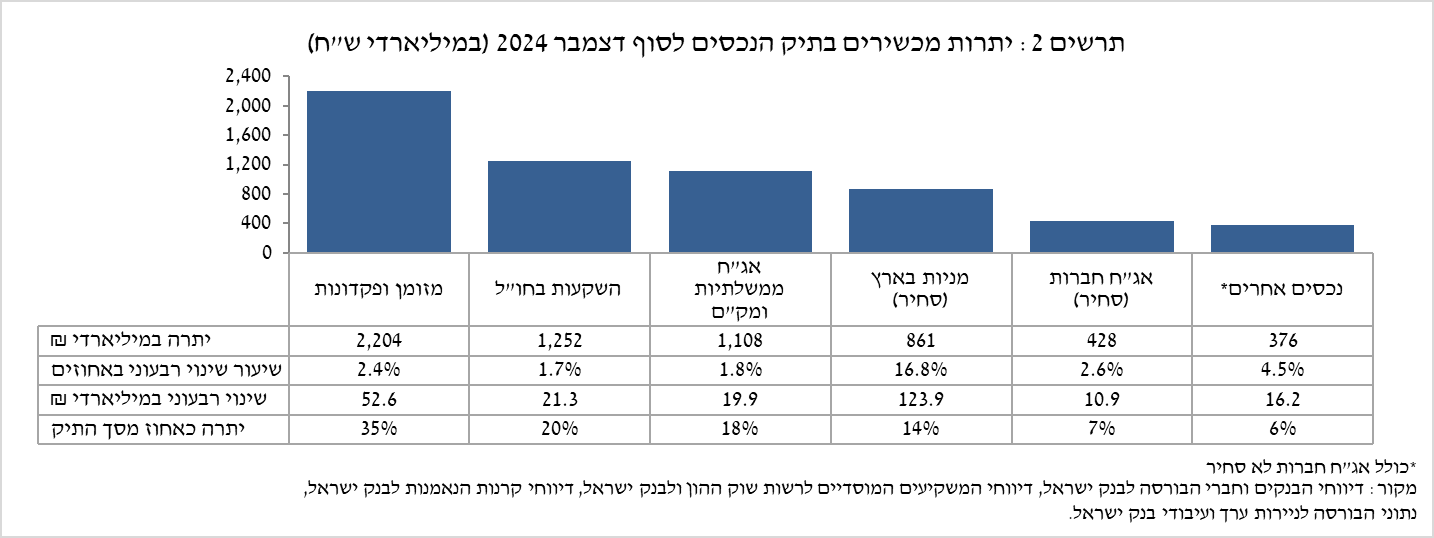 תרשים 2 : יתרות מכשירים בתיק הנכסים לסוף דצמבר 2024 (במיליארדי ש"ח)
2,400
2,000
1,600
1,200
800
400
0
מזומן ופקדונות
השקעות בחו"ל
אג"ח
ממשלתיות
ומק"ם
מניות בארץ
(סחיר)
אג"ח חברות
(סחיר)
נכסים אחרים*
יתרה במיליארדי ₪ 2,204 1,252 1,108 861 428 376
שיעור שינוי רבעוני באחוזים 2.4% 1.7% 1.8% 16.8% 2.6% 4.5%
שינוי רבעוני במיליארדי ₪ 52.6 21.3 19.9 123.9 10.9 16.2
יתרה כאחוז מסך התיק 35% 20% 18% 14% 7% 6%
*כולל אג"ח חברות לא סחיר
מקור : דיווחי הבנקים וחברי הבורסה לבנק ישראל, דיווחי המשקיעים המוסדיים לרשות שוק ההון ולבנק ישראל, דיווחי קרנות הנאמנות לבנק ישראל,
נתוני הבורסה לניירות ערך ועיבודי בנק ישראל.